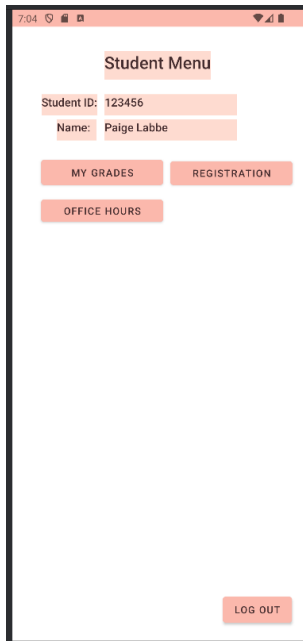 7:04
Student Menu
Student ID: 123456
Name: Paige Labbe
MY GRADES REGISTRATION
OFFICE HOURS
LOG OUT